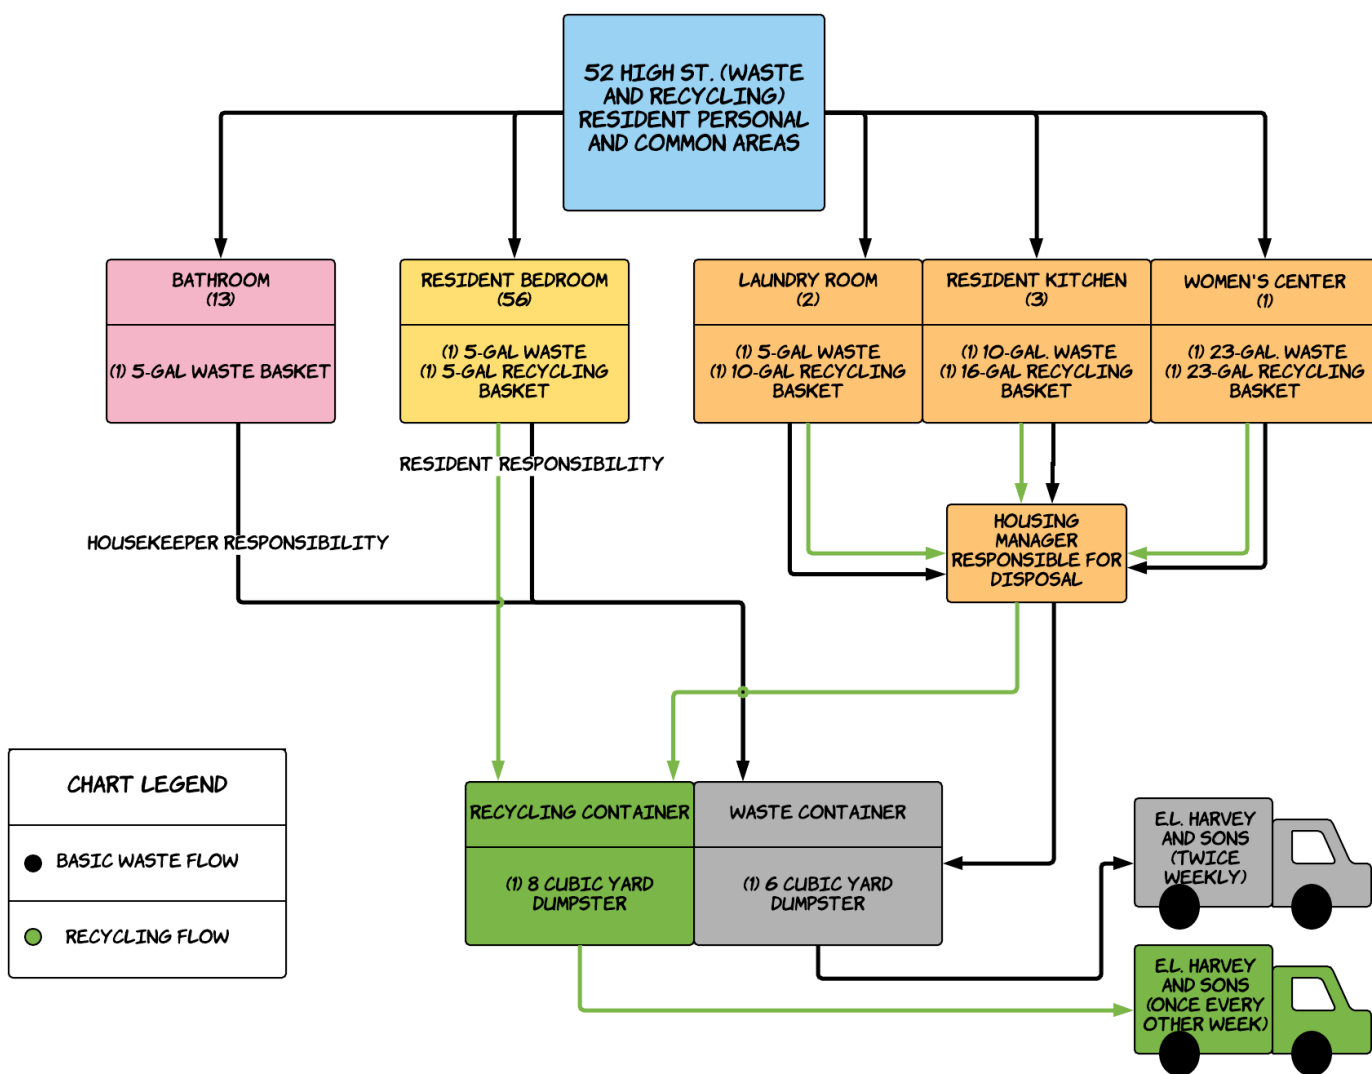 52 HIGH ST. (WASTE
AND RECYCLING)
RESIDENT PERSONAL
AND COMMON AREAS
BATHROOM
(13)
(1) 5-GAL WASTE BASKET
RESIDENT BEDROOM
(56)
(1) 5-GAL WASTE
(1) 5-GAL RECYCLING
BASKET
LAUNDRY ROOM
(2)
(1) 5-GAL WASTE
(1) 10-GAL RECYCLING
BASKET
RESIDENT KITCHEN
(3)
(1) 10-GAL. WASTE
(1) 16-GAL RECYCLING
BASKET
WOMEN'S CENTER
(1)
(1) 23-GAL. WASTE
(1) 23-GAL RECYCLING
BASKET
RESIDENT RESPONSIBILITY
HOUSEKEEPER RESPONSIBILITY
HOUSING
MANAGER
RESPONSIBLE FOR
DISPOSAL
CHART LEGEND
BASIC WASTE FLOW
RECYCLING FLOW
RECYCLING CONTAINER
(1) 8 CUBIC YARD
DUMPSTER
WASTE CONTAINER
(1) 6 CUBIC YARD
DUMPSTER
E.L. HARVEY
AND SONS
(TWICE
WEEKLY)
E.L. HARVEY
AND SONS
(ONCE EVERY
OTHER WEEK)